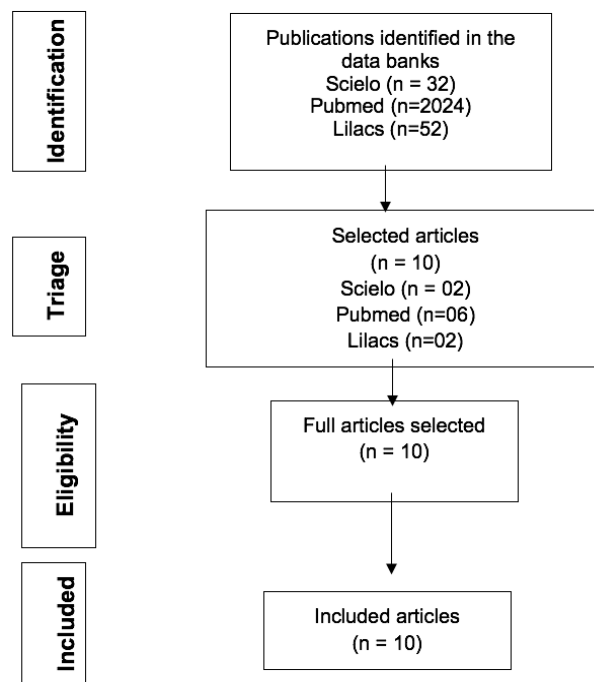 Identification
Publications identified in the
data banks
Scielo (n = 32)
Pubmed (n=2024)
Lilacs (n=52)
Triage
Selected articles
(n = 10)
Scielo (n = 02)
Pubmed (n=06)
Lilacs (n=02)
Eligibility
Full articles selected
(n = 10)
Included
Included articles
(n = 10)